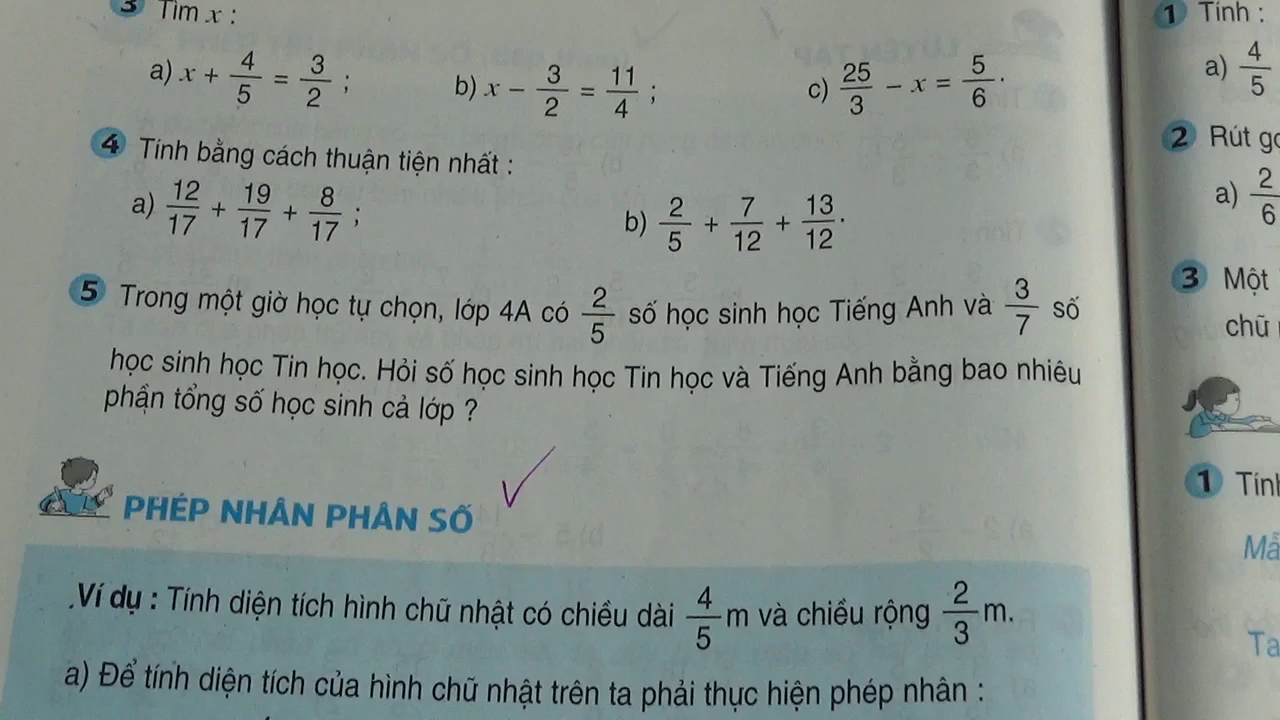 3 Tìm x :
a) x + 4/5 = 3/2 ; b) x − 3/2 = 11/4 ; c) 25/3 − x = 5/6 .
4 Tính bằng cách thuận tiện nhất :
a) 12/17 + 19/17 + 8/17 ; b) 2/5 + 7/12 + 13/12 .
5 Trong một giờ học tự chọn, lớp 4A có 2/5 số học sinh học Tiếng Anh và 3/7 số
học sinh học Tin học. Hỏi số học sinh học Tin học và Tiếng Anh bằng bao nhiêu
phần tổng số học sinh cả lớp ?
PHÉP NHÂN PHÂN SỐ
Ví dụ : Tính diện tích hình chữ nhật có chiều dài 4/5 m và chiều rộng 2/3 m.
a) Để tính diện tích của hình chữ nhật trên ta phải thực hiện phép nhân :
1 Tính :
a) 4/5
2 Rút
a) 2/6
3 Một
chữ
1